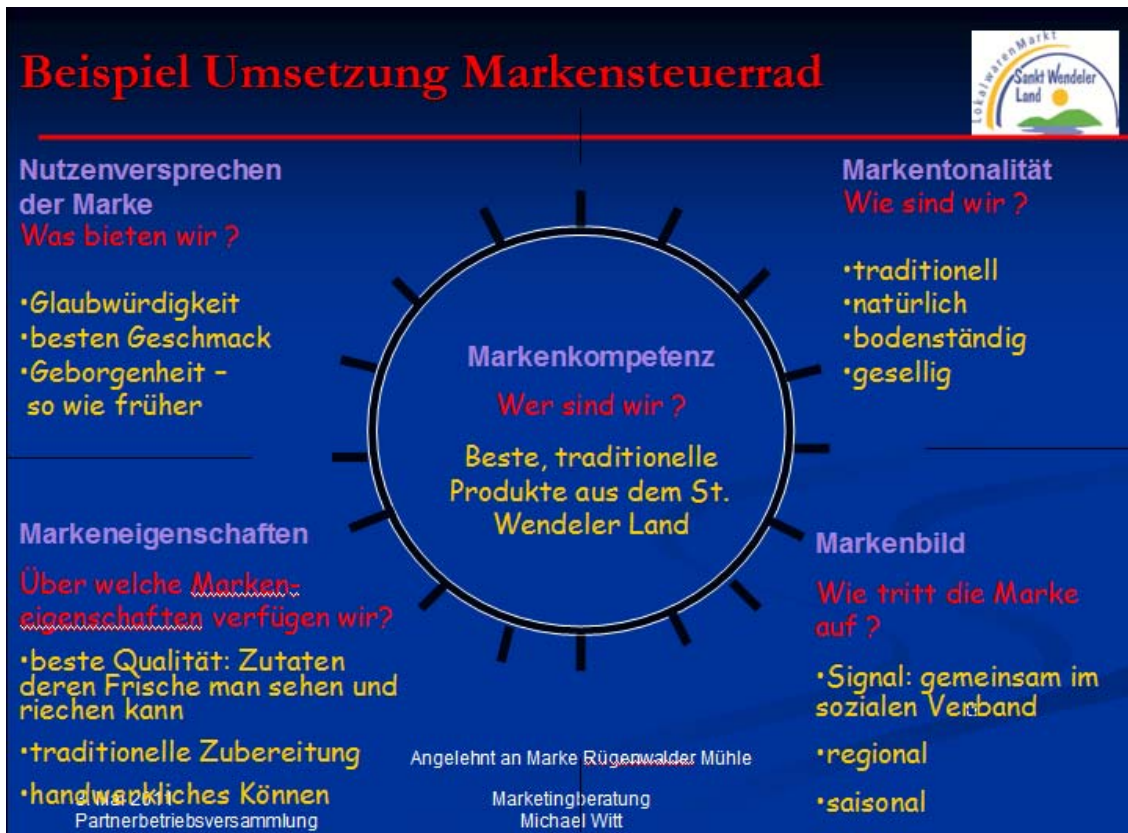 Beispiel Umsetzung Markensteuerrad
LokalwarenMarkt
Sankt Wendeler
Land
Nutzenversprechen
der Marke
Was bieten wir ?
•Glaubwürdigkeit
•besten Geschmack
•Geborgenheit –
so wie früher
Markentonalität
Wie sind wir ?
•traditionell
•natürlich
•bodenständig
•gesellig
Markenkompetenz
Wer sind wir ?
Beste, traditionelle
Produkte aus dem St.
Wendeler Land
Markeneigenschaften
Über welche Marken-
eigenschaften verfügen wir?
•beste Qualität: Zutaten
deren Frische man sehen und
riechen kann
•traditionelle Zubereitung
•handwerkliches Können
Markenbild
Wie tritt die Marke
auf ?
•Signal: gemeinsam im
sozialen Verband
•regional
•saisonal
Angelehnt an Marke Rügenwalder Mühle
Mai 2011
Partnerbetriebsversammlung
Marketingberatung
Michael Witt